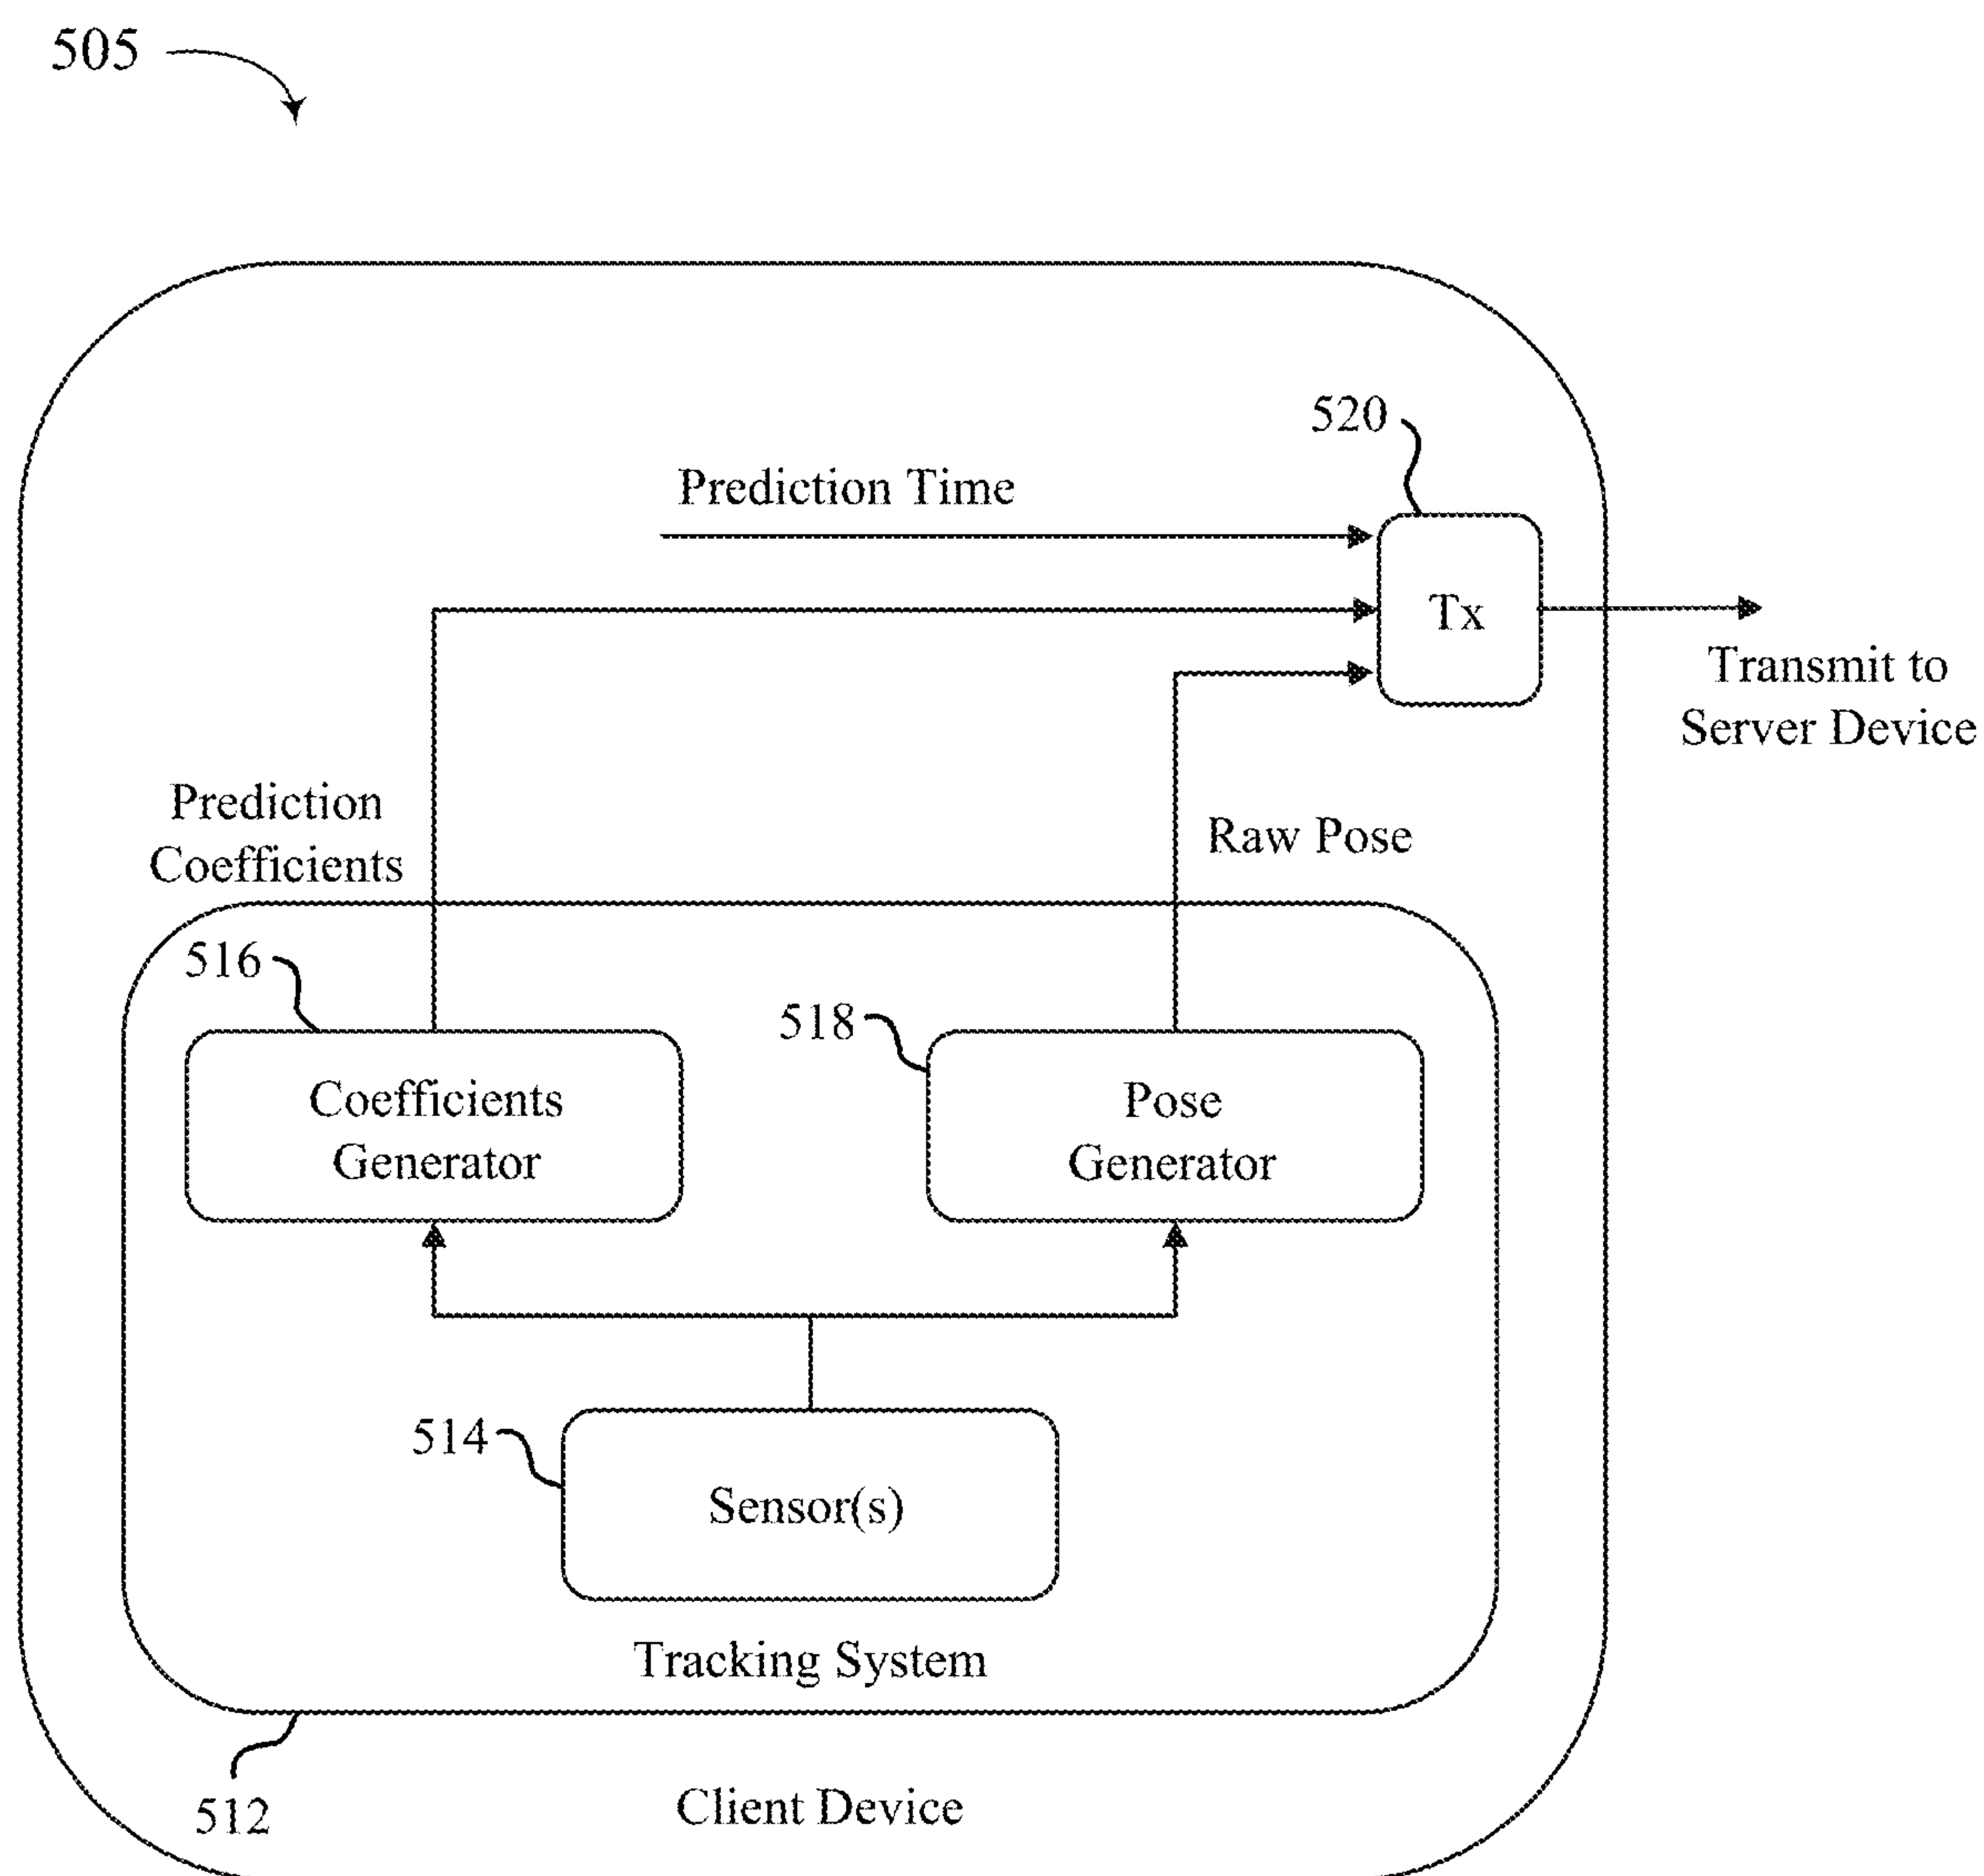 505
520
Prediction Time
Tx
Transmit to
Server Device
Prediction
Coefficients
Raw Pose
516
518
Coefficients
Generator
Pose
Generator
514
Sensor(s)
Tracking System
512
Client Device